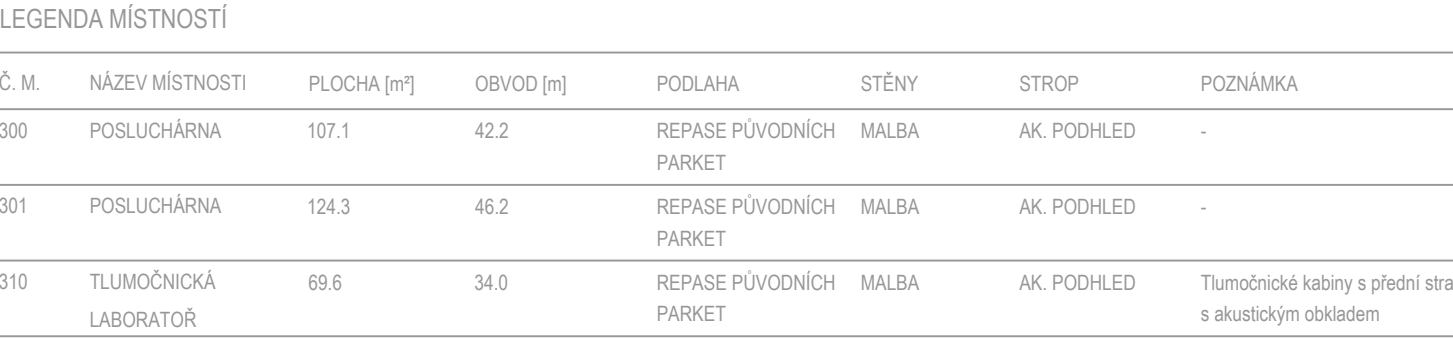 LEGENDA MÍSTNOSTÍ
Č. M. NÁZEV MÍSTNOSTI PLOCHA [m²] OBVOD [m] PODLAHA STĚNY STROP POZNÁMKA
300 POSLUCHÁRNA 107.1 42.2 REPASE PŮVODNÍCH MALBA AK. PODHLED -
PARKET
301 POSLUCHÁRNA 124.3 46.2 REPASE PŮVODNÍCH MALBA AK. PODHLED -
PARKET
310 TLUMOČNICKÁ 69.6 34.0 REPASE PŮVODNÍCH MALBA AK. PODHLED Tlumočnické kabiny s přední stra
LABORATOŘ PARKET s akustickým obkladem